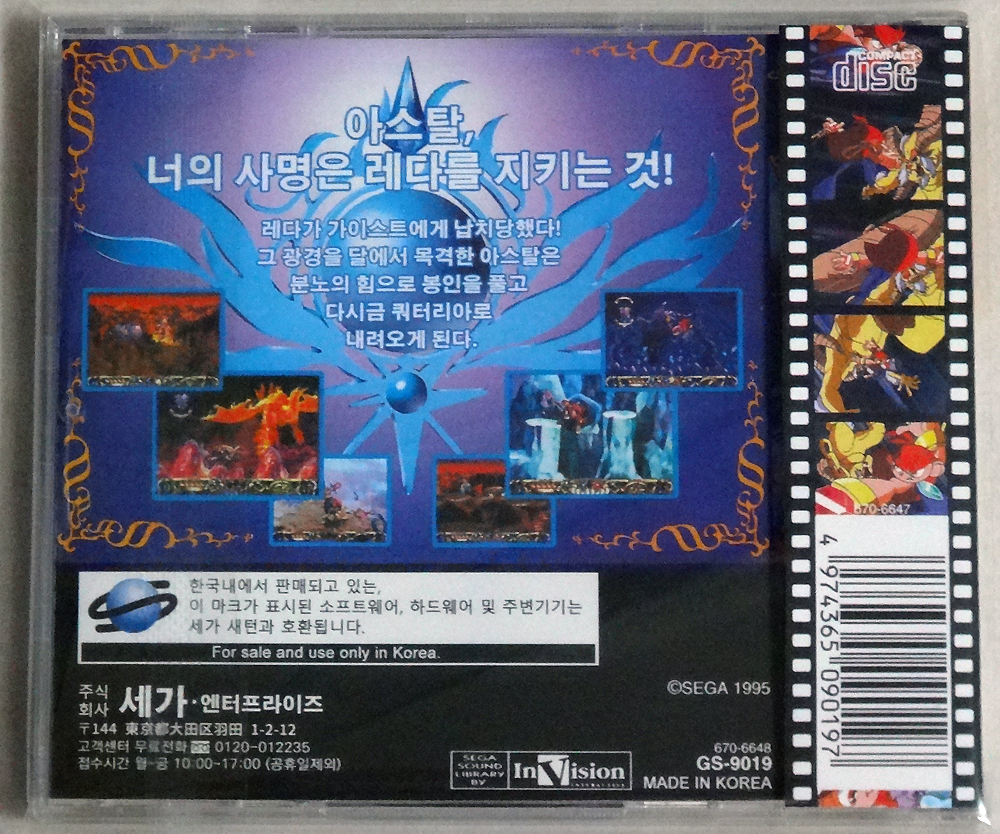 아스탈,
너의 사명은 레다를 지키는 것!
레다가 가이스트에게 납치당했다!
그 광경을 달에서 목격한 아스탈은
분노의 힘으로 봉인을 풀고
다시금 쿼터리아로
내려오게 된다.
한국내에서 판매되고 있는,
이 마크가 표시된 소프트웨어, 하드웨어 및 주변기기는
세가 새턴과 호환됩니다.
For sale and use only in Korea.
주식회사 세가·엔터프라이즈
〒144 東京都大田区羽田 1-2-12
고객센터 무료전화 0120-012235
접수시간 월~금 10:00~17:00 (공휴일제외)
©SEGA 1995
SEGA
SOUND
LIBRARY
BY
InVision
INTERACTIVE
670-6648
GS-9019
MADE IN KOREA
COMPACT
disc
670-6647
4 974365 090197